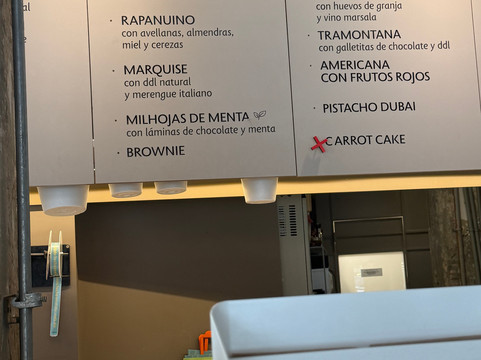 · RAPANUINO
con avellanas, almendras,
miel y cerezas
· MARQUISE
con ddl natural
y merengue italiano
· MILHOJAS DE MENTA
con láminas de chocolate y menta
· BROWNIE
con huevos de granja
y vino marsala
· TRAMONTANA
con galletitas de chocolate y ddl
· AMERICANA
CON FRUTOS ROJOS
· PISTACHO DUBAI
CARROT CAKE